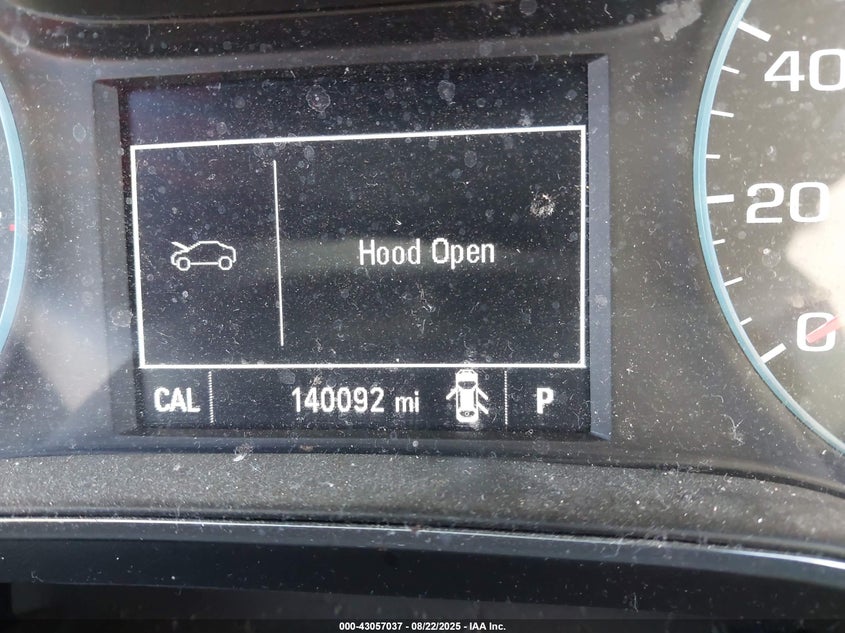 40
20
0
Hood Open
CAL 140092 mi P
000-43057037 - 08/22/2025 - IAA Inc.